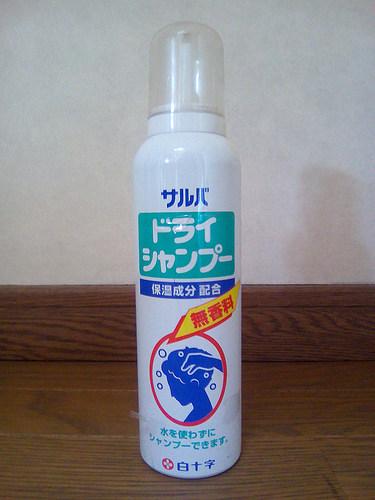 サルバ
ドライ
シャンプー
保湿成分配合
無香料
水を使わずに
シャンプーできます。
白十字